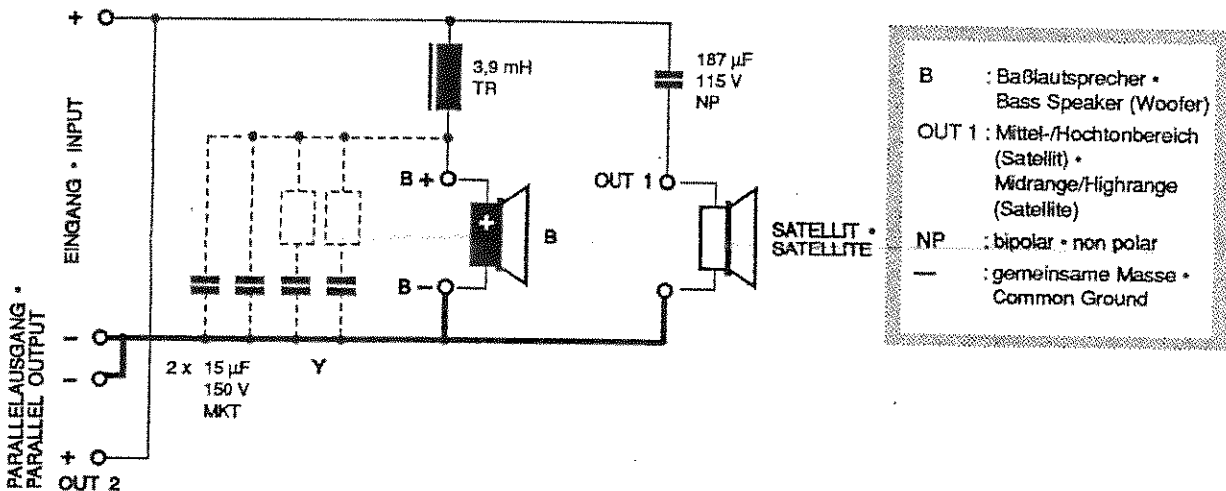 +
EINGANG • INPUT
3,9 mH
TR
187 µF
115 V
NP
B +
B
B –
OUT 1
SATELLIT •
SATELLITE
–
–
2 x 15 µF
150 V
MKT
Y
PARALLELAUSGANG •
PARALLEL OUTPUT
+
OUT 2
B : Baßlautsprecher •
Bass Speaker (Woofer)
OUT 1 : Mittel-/Hochtonbereich
(Satellit) •
Midrange/Highrange
(Satellite)
NP : bipolar • non polar
— : gemeinsame Masse •
Common Ground